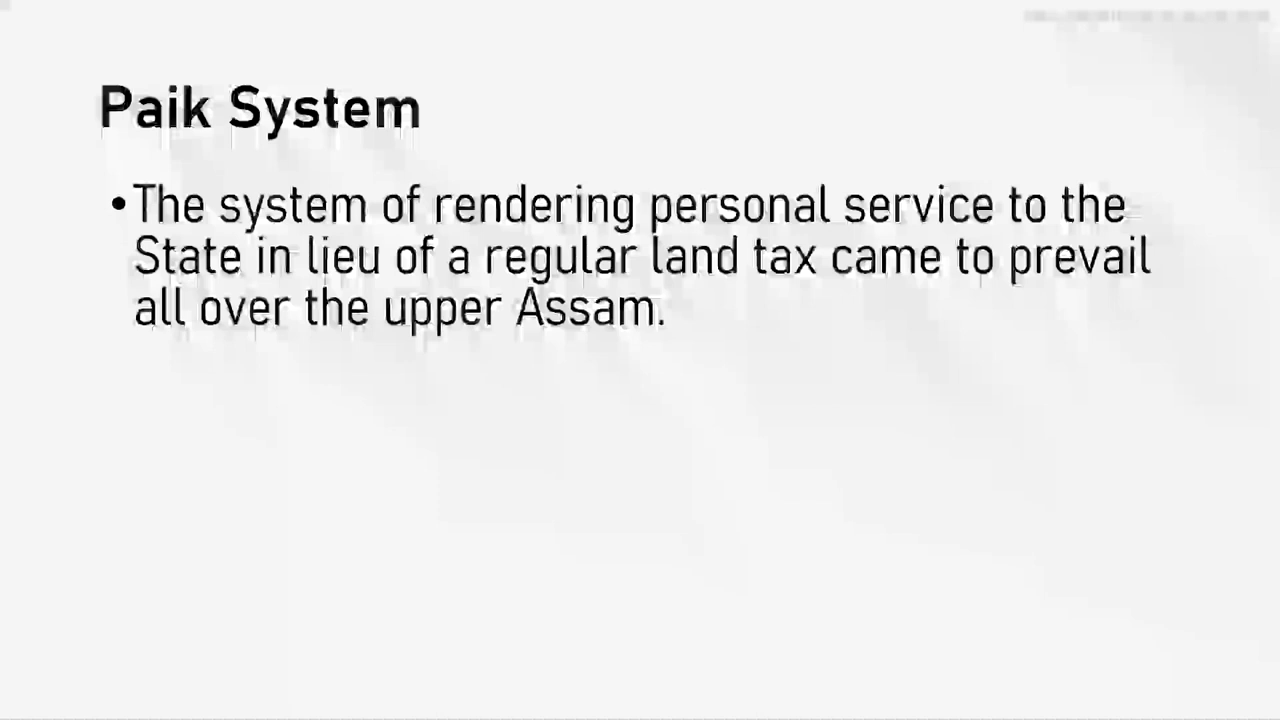 Paik System
•The system of rendering personal service to the
State in lieu of a regular land tax came to prevail
all over the upper Assam.